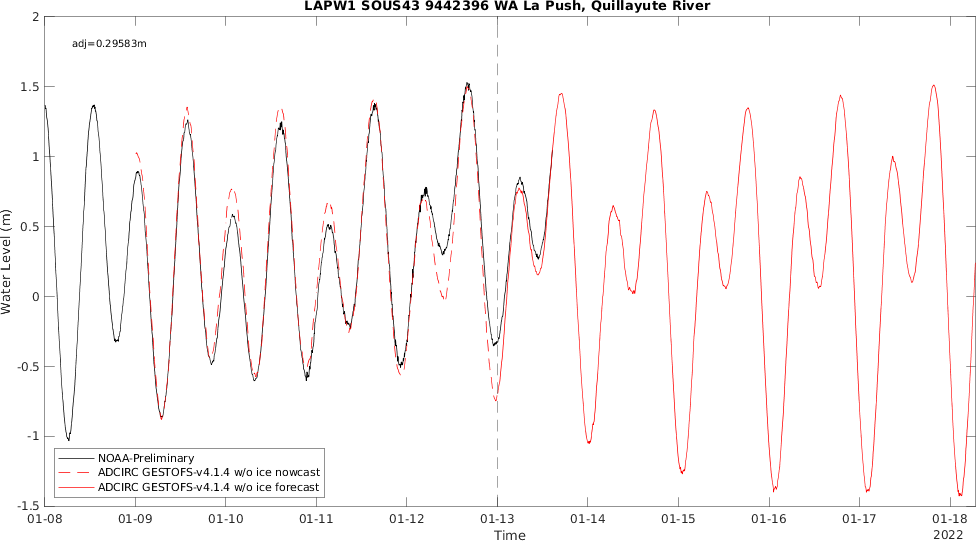 LAPW1 SOUS43 9442396 WA La Push, Quillayute River
adj=0.29583m
Water Level (m)
2
1.5
1
0.5
0
-0.5
-1
-1.5
NOAA-Preliminary
ADCIRC GESTOFS-v4.1.4 w/o ice nowcast
ADCIRC GESTOFS-v4.1.4 w/o ice forecast
01-08 01-09 01-10 01-11 01-12 01-13 01-14 01-15 01-16 01-17 01-18
Time
2022